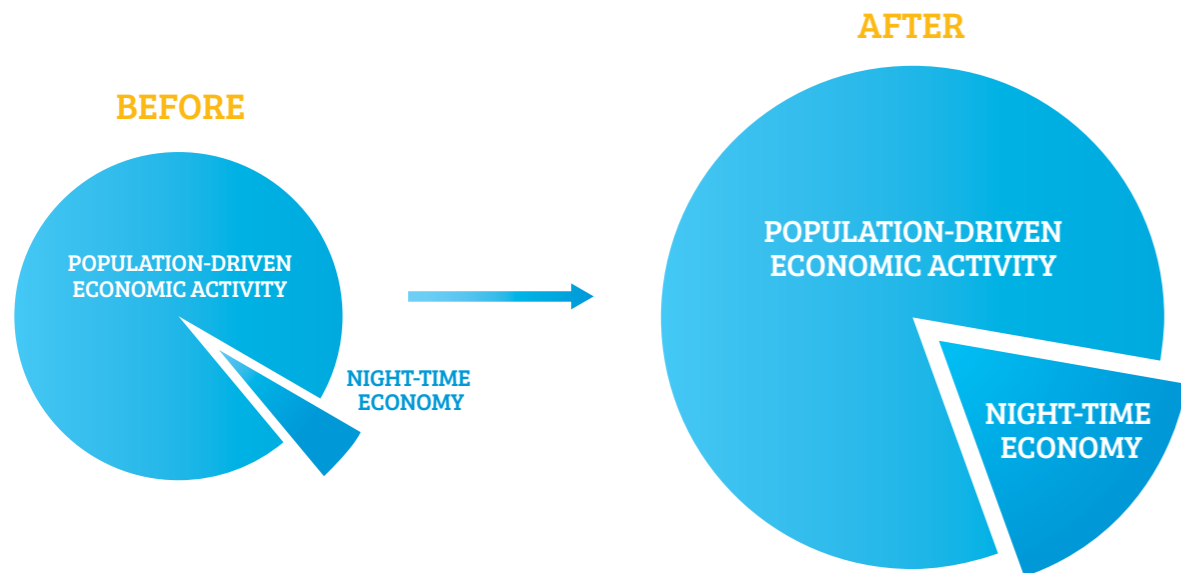 BEFORE
POPULATION-DRIVEN
ECONOMIC ACTIVITY
NIGHT-TIME
ECONOMY
AFTER
POPULATION-DRIVEN
ECONOMIC ACTIVITY
NIGHT-TIME
ECONOMY